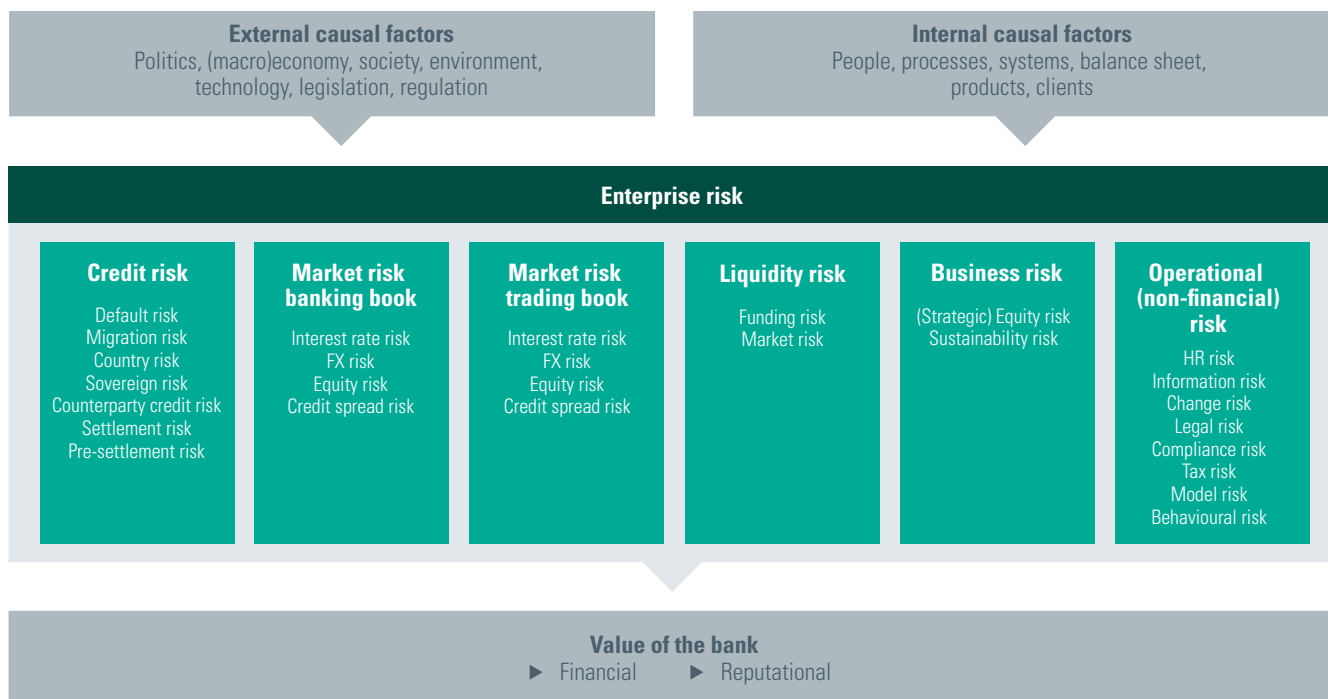 External causal factors
Politics, (macro)economy, society, environment,
technology, legislation, regulation
Internal causal factors
People, processes, systems, balance sheet,
products, clients
Enterprise risk
Credit risk
Default risk
Migration risk
Country risk
Sovereign risk
Counterparty credit risk
Settlement risk
Pre-settlement risk
Market risk
banking book
Interest rate risk
FX risk
Equity risk
Credit spread risk
Market risk
trading book
Interest rate risk
FX risk
Equity risk
Credit spread risk
Liquidity risk
Funding risk
Market risk
Business risk
(Strategic) Equity risk
Sustainability risk
Operational
(non-financial)
risk
HR risk
Information risk
Change risk
Legal risk
Compliance risk
Tax risk
Model risk
Behavioural risk
Value of the bank
► Financial ► Reputational